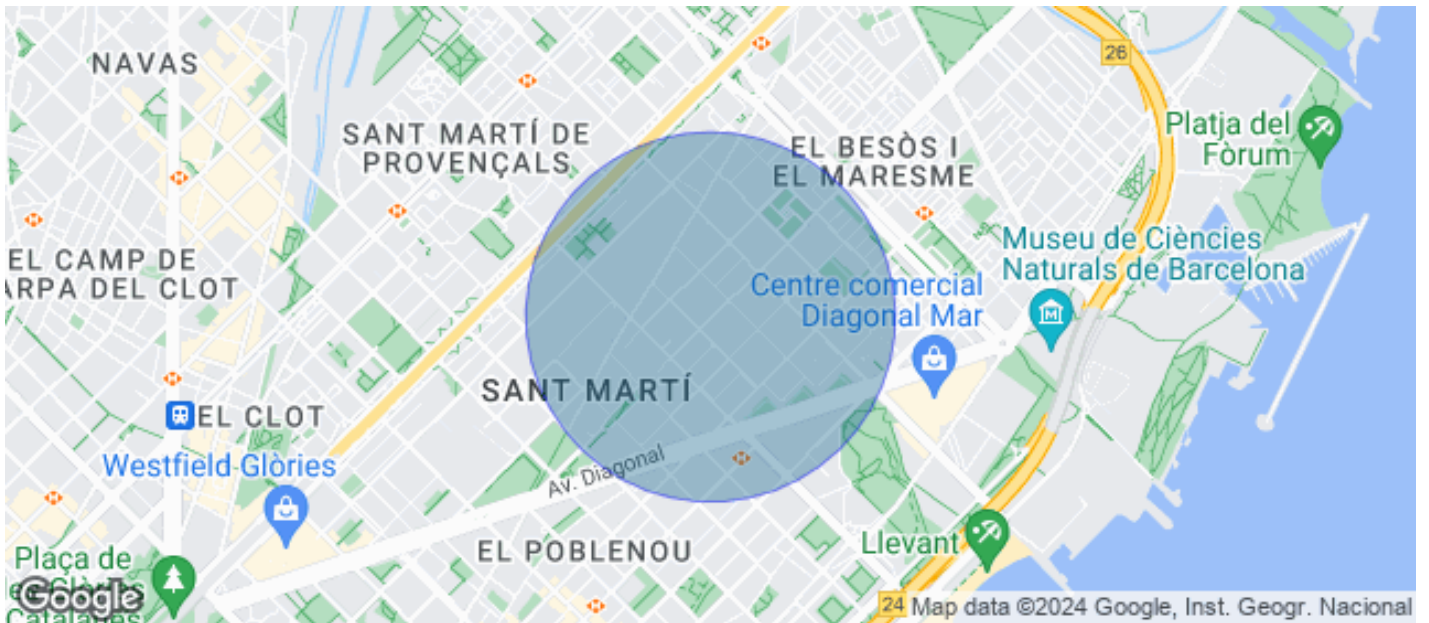 NAVAS
26
SANT MARTÍ DE
PROVENÇALS
Platja del
Fòrum
EL BESÒS I
EL MARESME
EL CAMP DE
ARPA DEL CLOT
Museu de Ciències
Naturals de Barcelona
Centre comercial
Diagonal Mar
SANT MARTÍ
EL CLOT
Westfield Glòries
Av. Diagonal
EL POBLENOU
Llevant
Plaça de
Catalanes
Google
24
Map data ©2024 Google, Inst. Geogr. Nacional